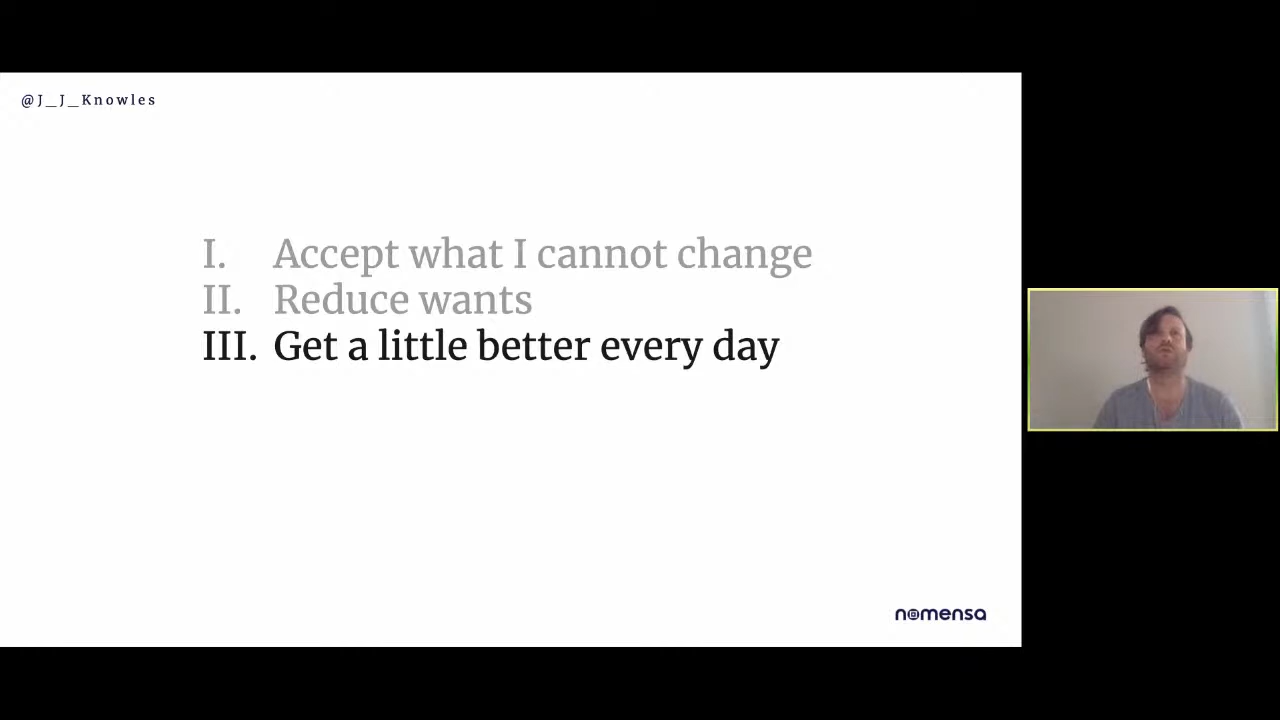 @J_J_Knowles
I. Accept what I cannot change
II. Reduce wants
III. Get a little better every day
nomensa